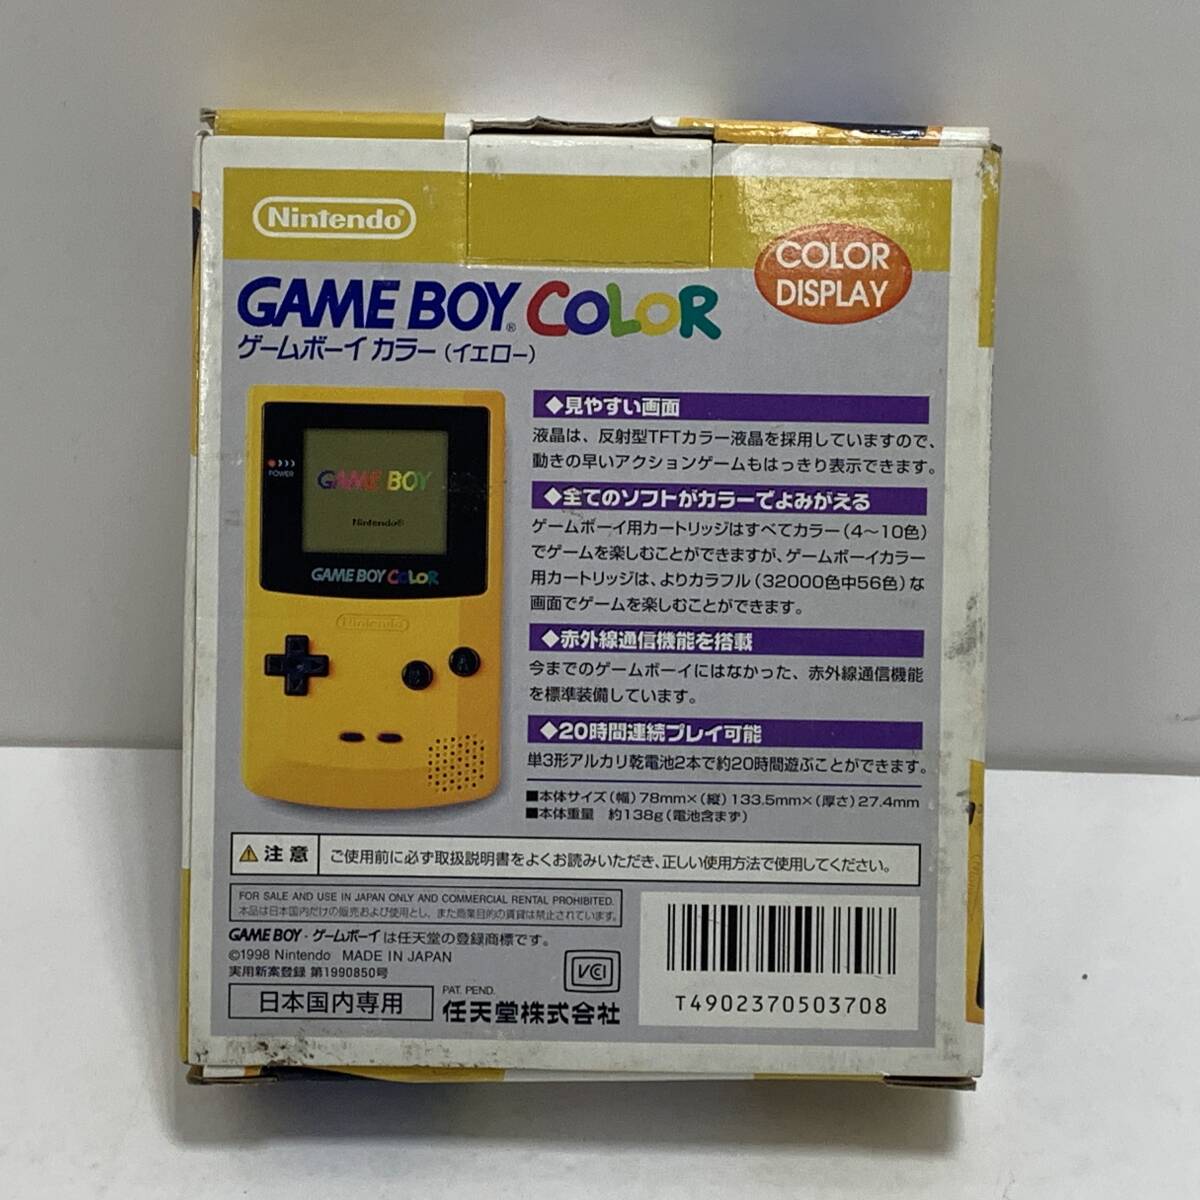 Nintendo®
COLOR
DISPLAY
GAME BOY® COLOR
ゲームボーイ カラー（イエロー）
POWER
GAME BOY
Nintendo®
GAME BOY COLOR
Nintendo
A
◆見やすい画面
液晶は、反射型TFTカラー液晶を採用していますので、
動きの早いアクションゲームもはっきり表示できます。
◆全てのソフトがカラーでよみがえる
ゲームボーイ用カートリッジはすべてカラー（4～10色）
でゲームを楽しむことができますが、ゲームボーイカラー
用カートリッジは、よりカラフル（32000色中56色）な
画面でゲームを楽しむことができます。
◆赤外線通信機能を搭載
今までのゲームボーイにはなかった、赤外線通信機能
を標準装備しています。
◆20時間連続プレイ可能
単3形アルカリ乾電池2本で約20時間遊ぶことができます。
■本体サイズ（幅）78mm×（縦）133.5mm×（厚さ）27.4mm
■本体重量　約138g（電池含まず）
注意
ご使用前に必ず取扱説明書をよくお読みいただき、正しい使用方法で使用してください。
FOR SALE AND USE IN JAPAN ONLY AND COMMERCIAL RENTAL PROHIBITED.
本品は日本国内だけの販売および使用とし、また商業目的の賃貸は禁止されています。
GAME BOY・ゲームボーイは任天堂の登録商標です。
©1998 Nintendo MADE IN JAPAN
実用新案登録 第1990850号
VCI
日本国内専用
PAT. PEND.
任天堂株式会社
T4902370503708